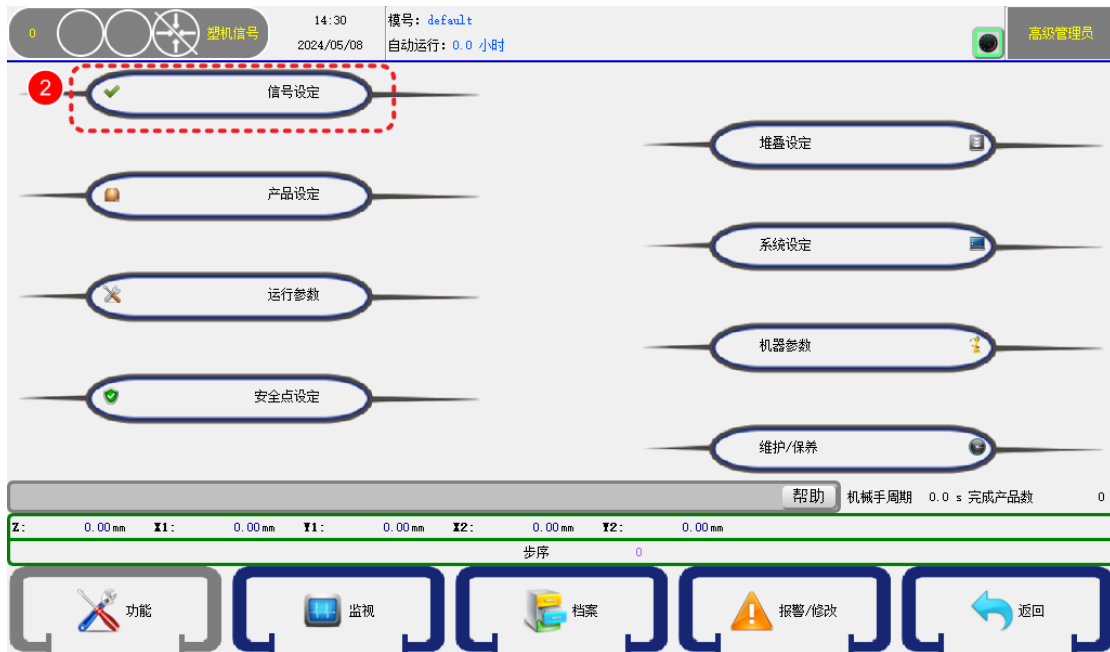 0
塑机信号
14:30
2024/05/08
模号: default
自动运行: 0.0 小时
高级管理员
2
信号设定
堆叠设定
产品设定
系统设定
运行参数
机器参数
安全点设定
维护/保养
帮助
机械手周期 0.0 s 完成产品数 0
Z: 0.00mm X1: 0.00mm Y1: 0.00mm X2: 0.00mm Y2: 0.00mm
步序 0
功能
监视
档案
报警/修改
返回